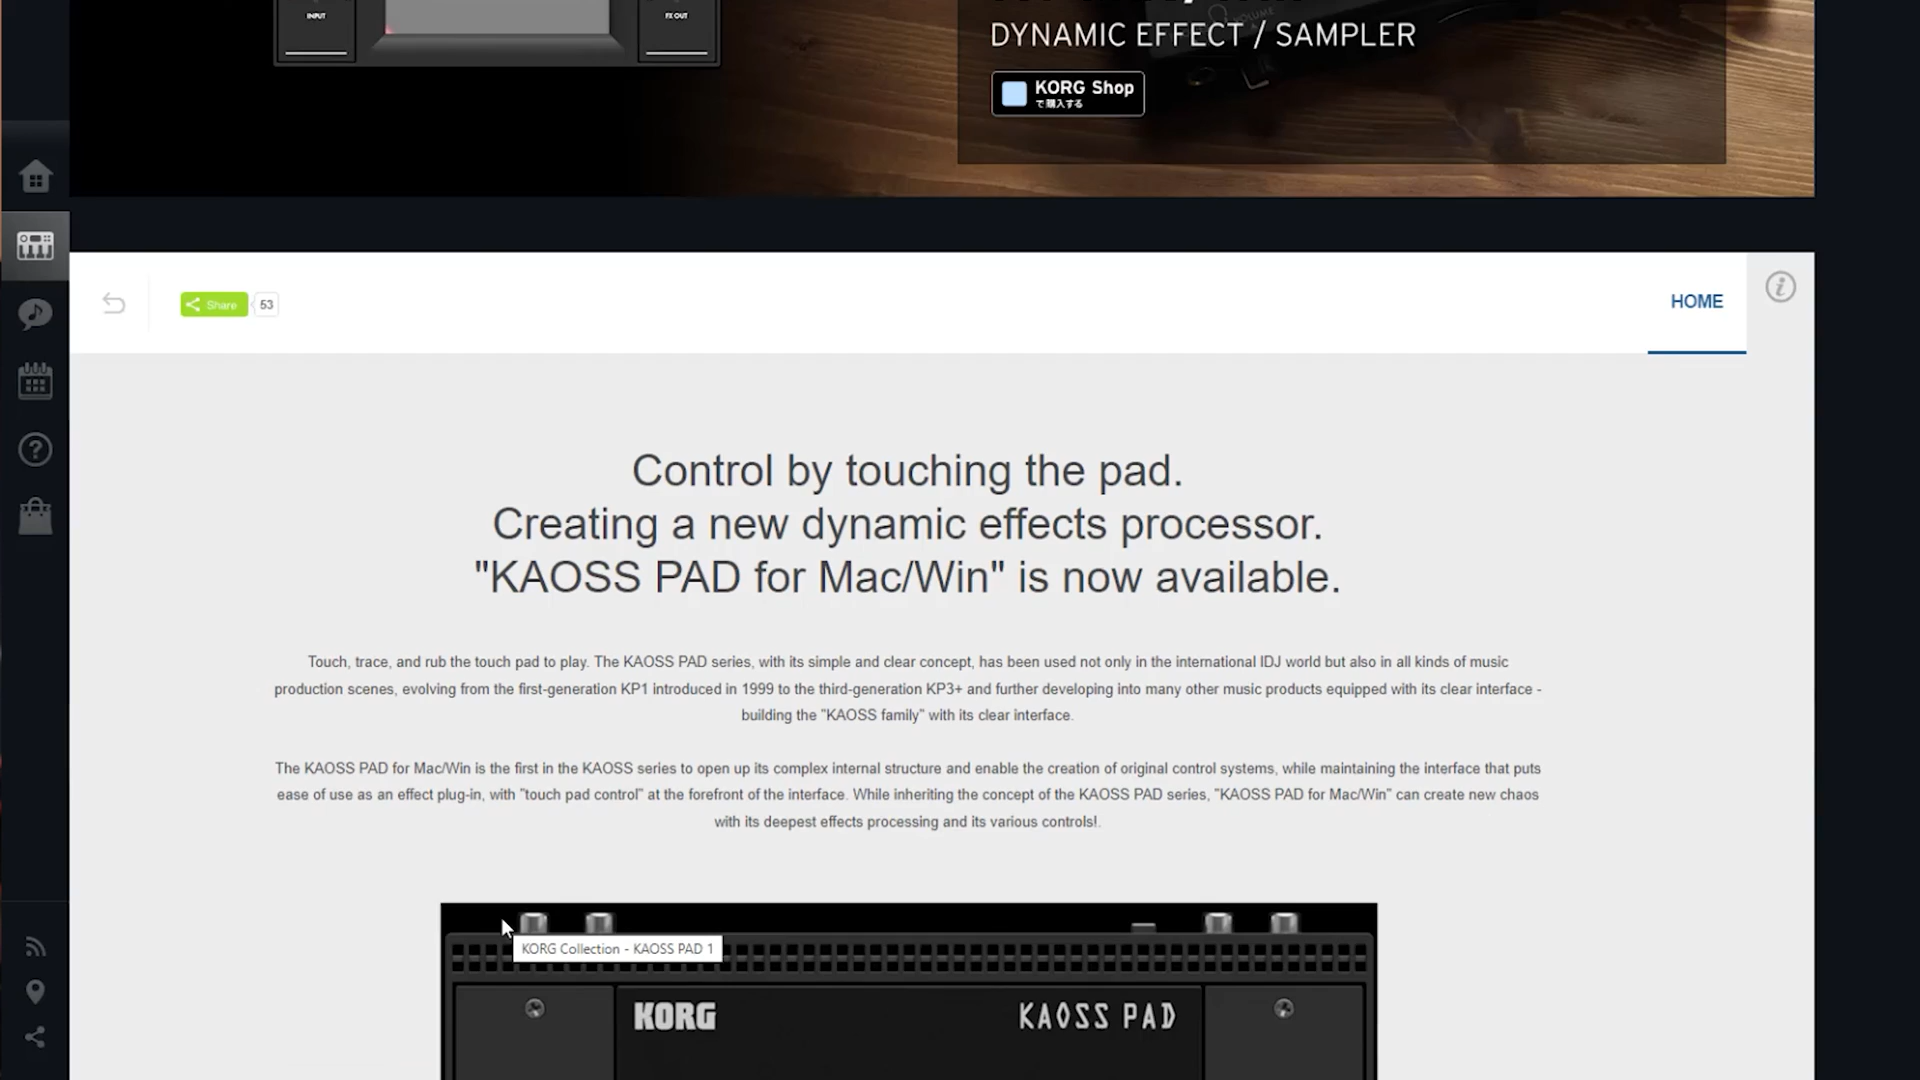 INPUT
FX OUT
DYNAMIC EFFECT / SAMPLER
KORG Shop
で購入する
Share
53
HOME
Control by touching the pad.
Creating a new dynamic effects processor.
"KAOSS PAD for Mac/Win" is now available.
Touch, trace, and rub the touch pad to play. The KAOSS PAD series, with its simple and clear concept, has been used not only in the international IDJ world but also in all kinds of music
production scenes, evolving from the first-generation KP1 introduced in 1999 to the third-generation KP3+ and further developing into many other music products equipped with its clear interface -
building the "KAOSS family" with its clear interface.
The KAOSS PAD for Mac/Win is the first in the KAOSS series to open up its complex internal structure and enable the creation of original control systems, while maintaining the interface that puts
ease of use as an effect plug-in, with "touch pad control" at the forefront of the interface. While inheriting the concept of the KAOSS PAD series, "KAOSS PAD for Mac/Win" can create new chaos
with its deepest effects processing and its various controls!.
KORG Collection - KAOSS PAD 1
KORG
KAOSS PAD